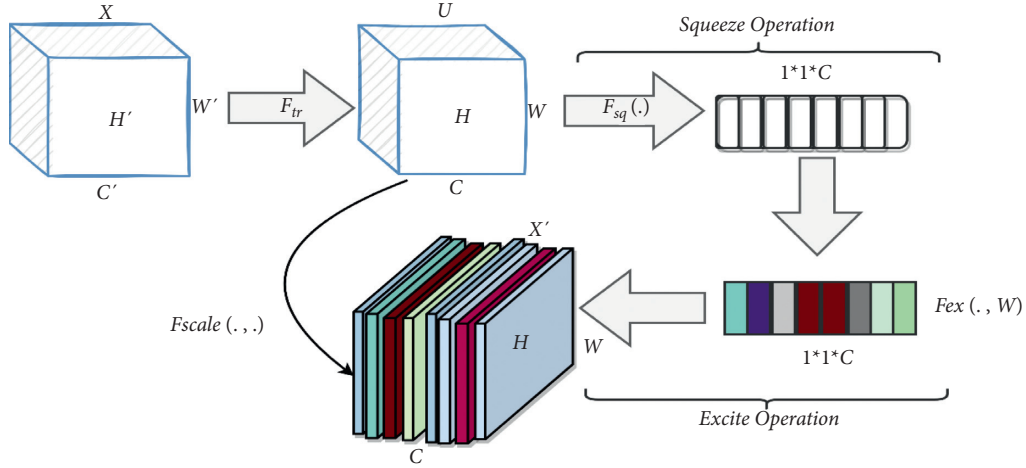 X
U
Squeeze Operation
1*1*C
H′
W′
F_tr
H
W
F_sq (.)
C′
C
X′
Fscale (. , .)
H
W
Fex (. , W)
1*1*C
C
Excite Operation